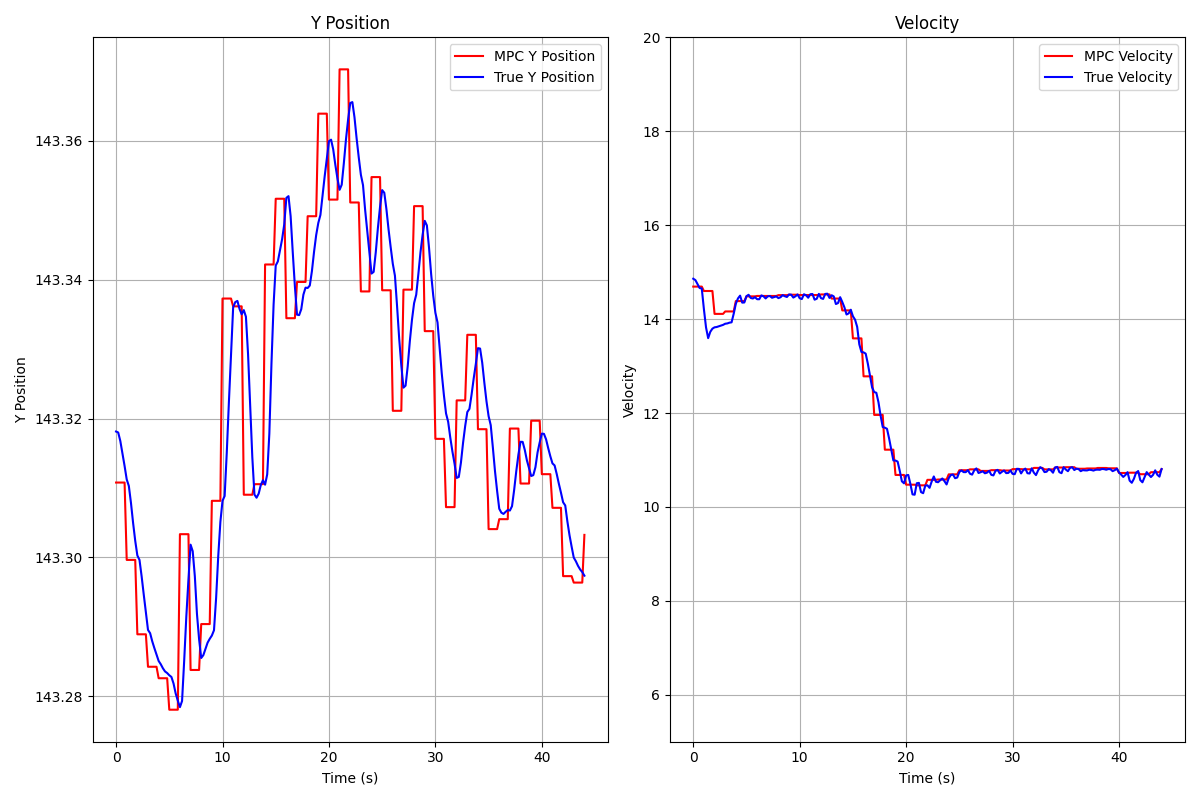 Y Position
MPC Y Position
True Y Position
143.36
143.34
143.32
143.30
143.28
Y Position
0 10 20 30 40
Time (s)
Velocity
MPC Velocity
True Velocity
20
18
16
14
12
10
8
6
Velocity
0 10 20 30 40
Time (s)